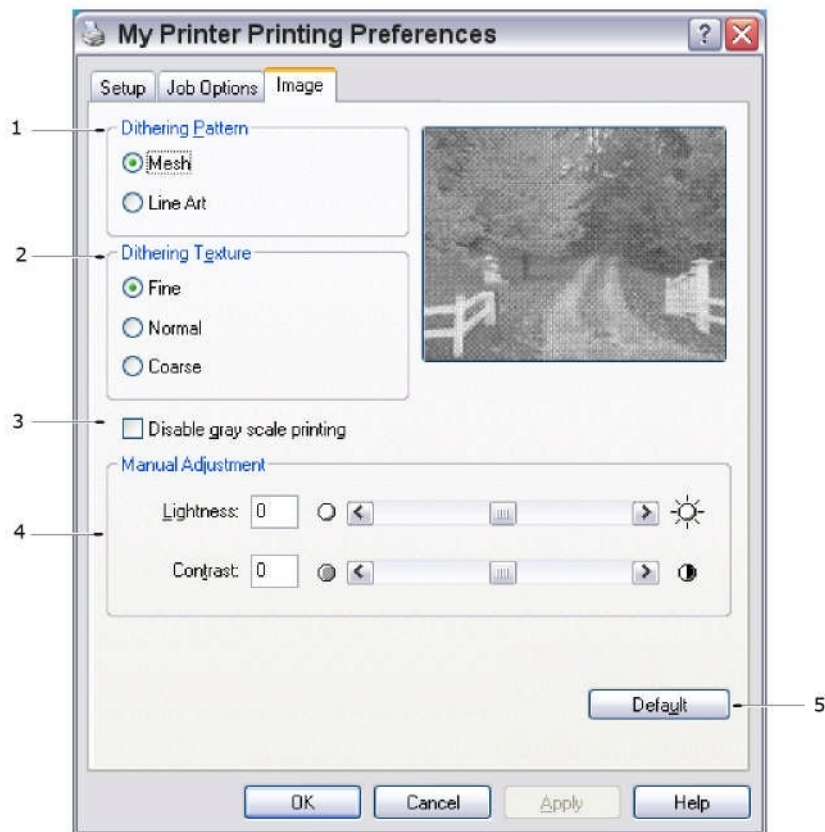 My Printer Printing Preferences
?
Setup Job Options Image
1
Dithering Pattern
Mesh
Line Art
2
Dithering Texture
Fine
Normal
Coarse
3
Disable gray scale printing
Manual Adjustment
4
Lightness: 0
Contrast: 0
Default
5
OK Cancel Apply Help